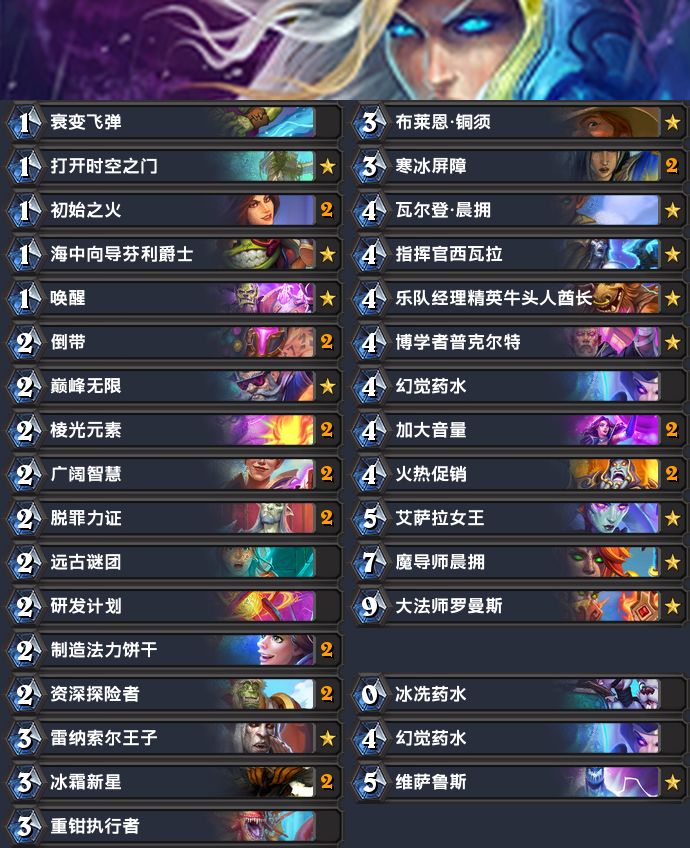 1 衰变飞弹
1 打开时空之门 ★
1 初始之火 2
1 海中向导芬利爵士 ★
1 唤醒 ★
2 倒带 2
2 巅峰无限 ★
2 棱光元素 2
2 广阔智慧 2
2 脱罪力证 2
2 远古谜团
2 研发计划
2 制造法力饼干 2
2 资深探险者 2
3 雷纳索尔王子 ★
3 冰霜新星 2
3 重钳执行者
3 布莱恩·铜须 ★
3 寒冰屏障 2
4 瓦尔登·晨拥 ★
4 指挥官西瓦拉 ★
4 乐队经理精英牛头人酋长 ★
4 博学者普克尔特 ★
4 幻觉药水
4 加大音量 2
4 火热促销 2
5 艾萨拉女王 ★
7 魔导师晨拥 ★
9 大法师罗曼斯 ★
0 冰冼药水
4 幻觉药水
5 维萨鲁斯 ★